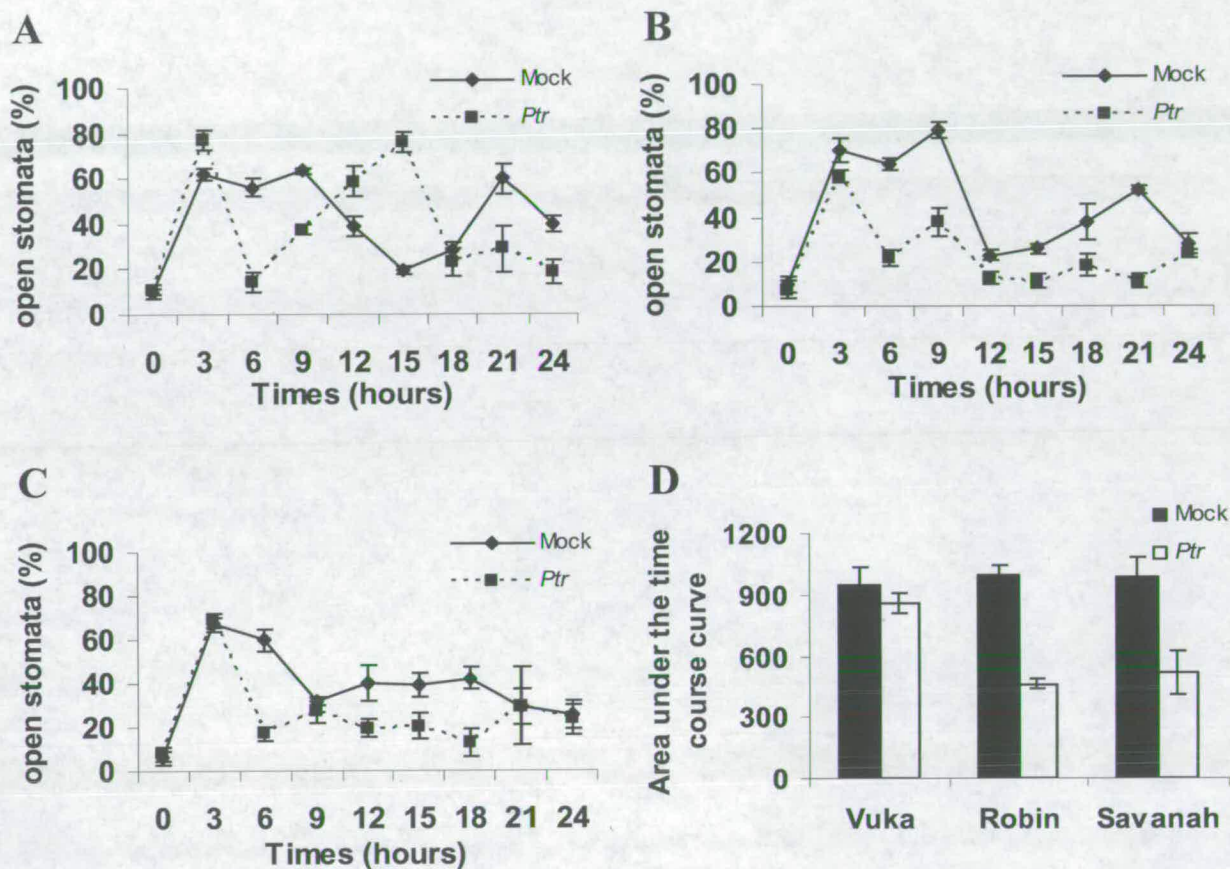 A
open stomata (%)
100
80
60
40
20
0
Mock
Ptr
0 3 6 9 12 15 18 21 24
Times (hours)
B
open stomata (%)
100
80
60
40
20
0
Mock
Ptr
0 3 6 9 12 15 18 21 24
Times (hours)
C
open stomata (%)
100
80
60
40
20
0
Mock
Ptr
0 3 6 9 12 15 18 21 24
Times (hours)
D
Area under the time
course curve
1200
900
600
300
0
Mock
Ptr
Vuka Robin Savanah